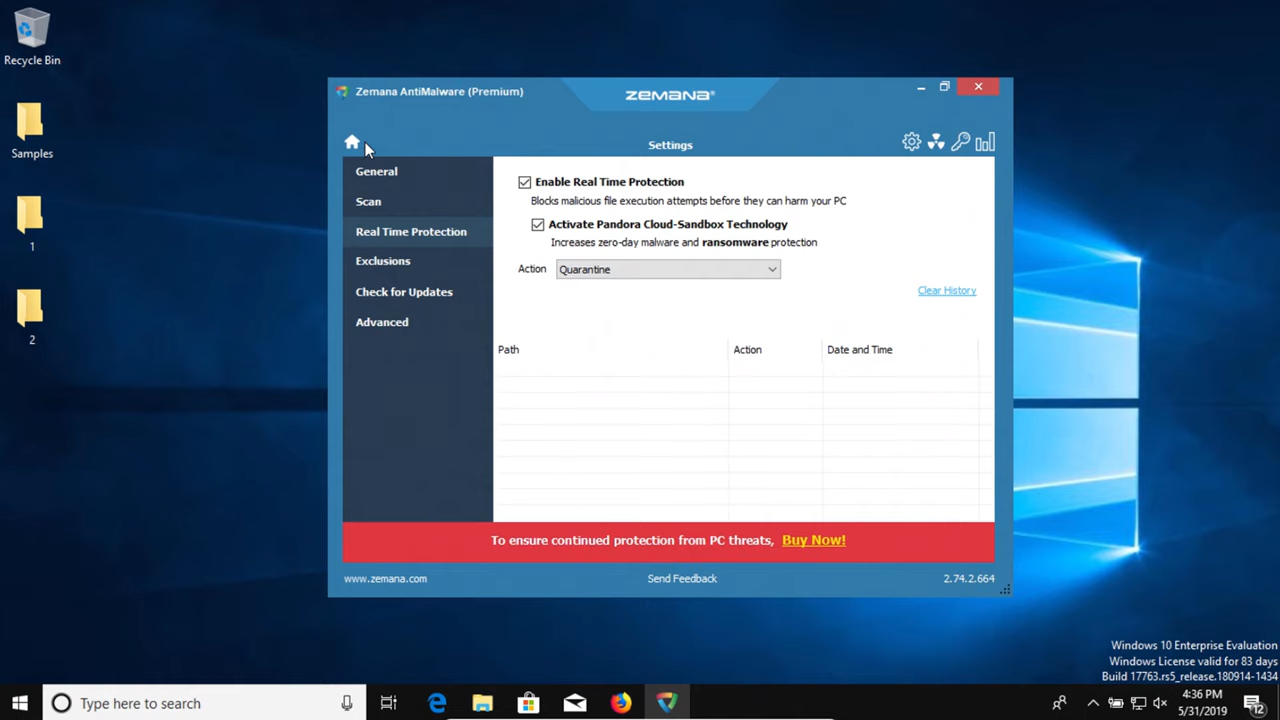 Recycle Bin
Samples
1
2
Zemana AntiMalware (Premium)
ZEMANA®
Settings
General
Scan
Real Time Protection
Exclusions
Check for Updates
Advanced
Enable Real Time Protection
Blocks malicious file execution attempts before they can harm your PC
Activate Pandora Cloud-Sandbox Technology
Increases zero-day malware and ransomware protection
Action Quarantine
Clear History
Path Action Date and Time
To ensure continued protection from PC threats, Buy Now!
www.zemana.com Send Feedback 2.74.2.664
Windows 10 Enterprise Evaluation
Windows License valid for 83 days
Build 17763.rs5_release.180914-1434
Type here to search
4:36 PM
5/31/2019
12